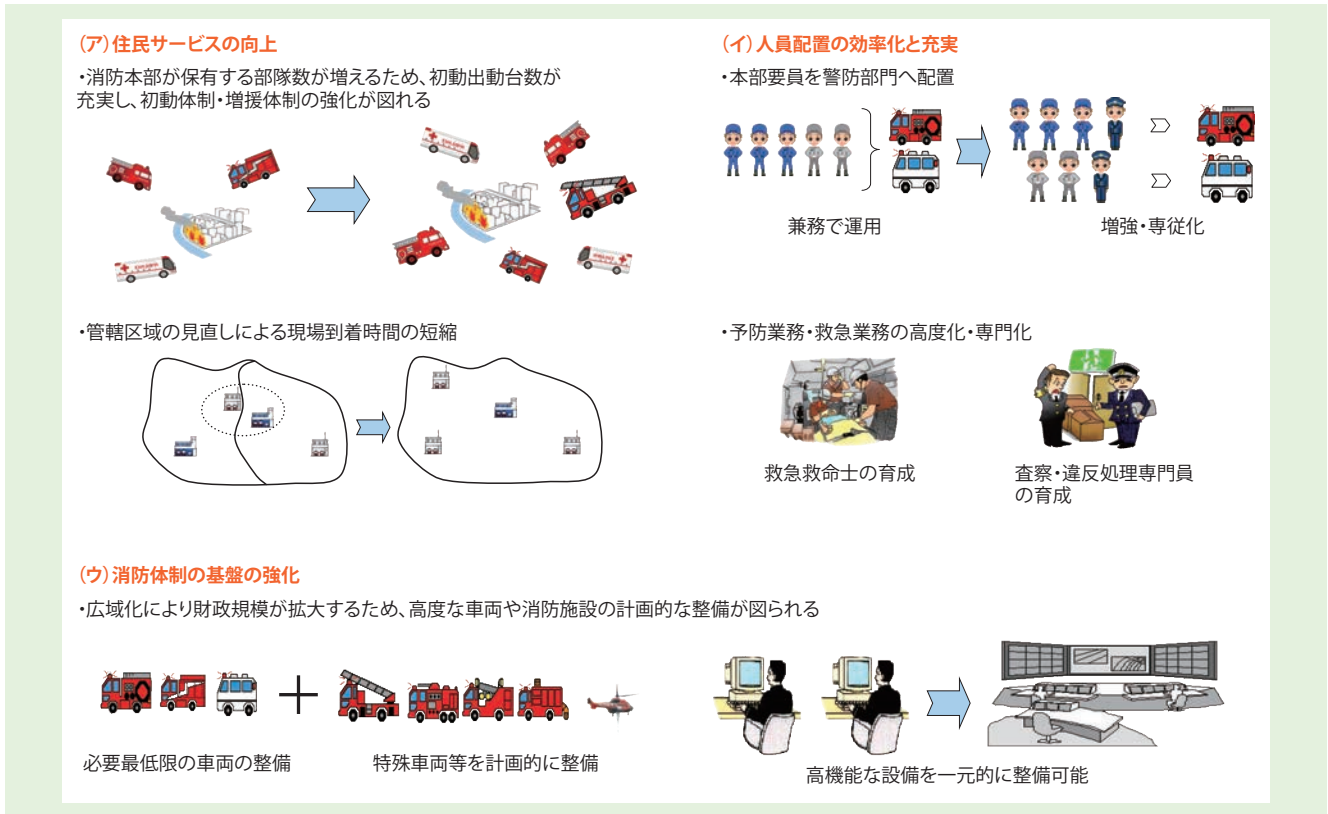 (ア)住民サービスの向上
・消防本部が保有する部隊数が増えるため、初動出動台数が
充実し、初動体制・増援体制の強化が図れる
・管轄区域の見直しによる現場到着時間の短縮
(イ)人員配置の効率化と充実
・本部要員を警防部門へ配置
兼務で運用
増強・専従化
・予防業務・救急業務の高度化・専門化
救急救命士の育成
査察・違反処理専門員
の育成
(ウ)消防体制の基盤の強化
・広域化により財政規模が拡大するため、高度な車両や消防施設の計画的な整備が図られる
必要最低限の車両の整備
特殊車両等を計画的に整備
高機能な設備を一元的に整備可能